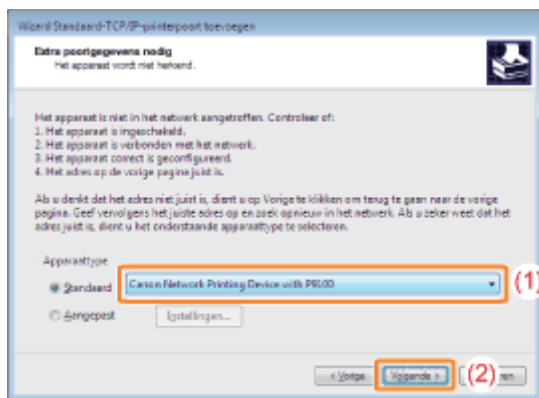 Wizard Standaard-TCP/IP-printerpoort toevoegen
Extra poortgegevens nodig
Het apparaat wordt niet herkend.
Het apparaat is niet in het netwerk aangetroffen. Controleer of:
1. Het apparaat is ingeschakeld.
2. Het apparaat is verbonden met het netwerk.
3. Het apparaat correct is geconfigureerd.
4. Het adres op de vorige pagina juist is.
Als u denkt dat het adres niet juist is, dient u op Vorige te klikken om terug te gaan naar de vorige
pagina. Geef vervolgens het juiste adres op en zoek opnieuw in het netwerk. Als u zeker weet dat het
adres juist is, dient u het onderstaande apparaattype te selecteren.
Apparaattype
Standaard Canon Network Printing Device with P9100 (1)
Aangepast Instellingen...
< Vorige Volgende > (2) ren